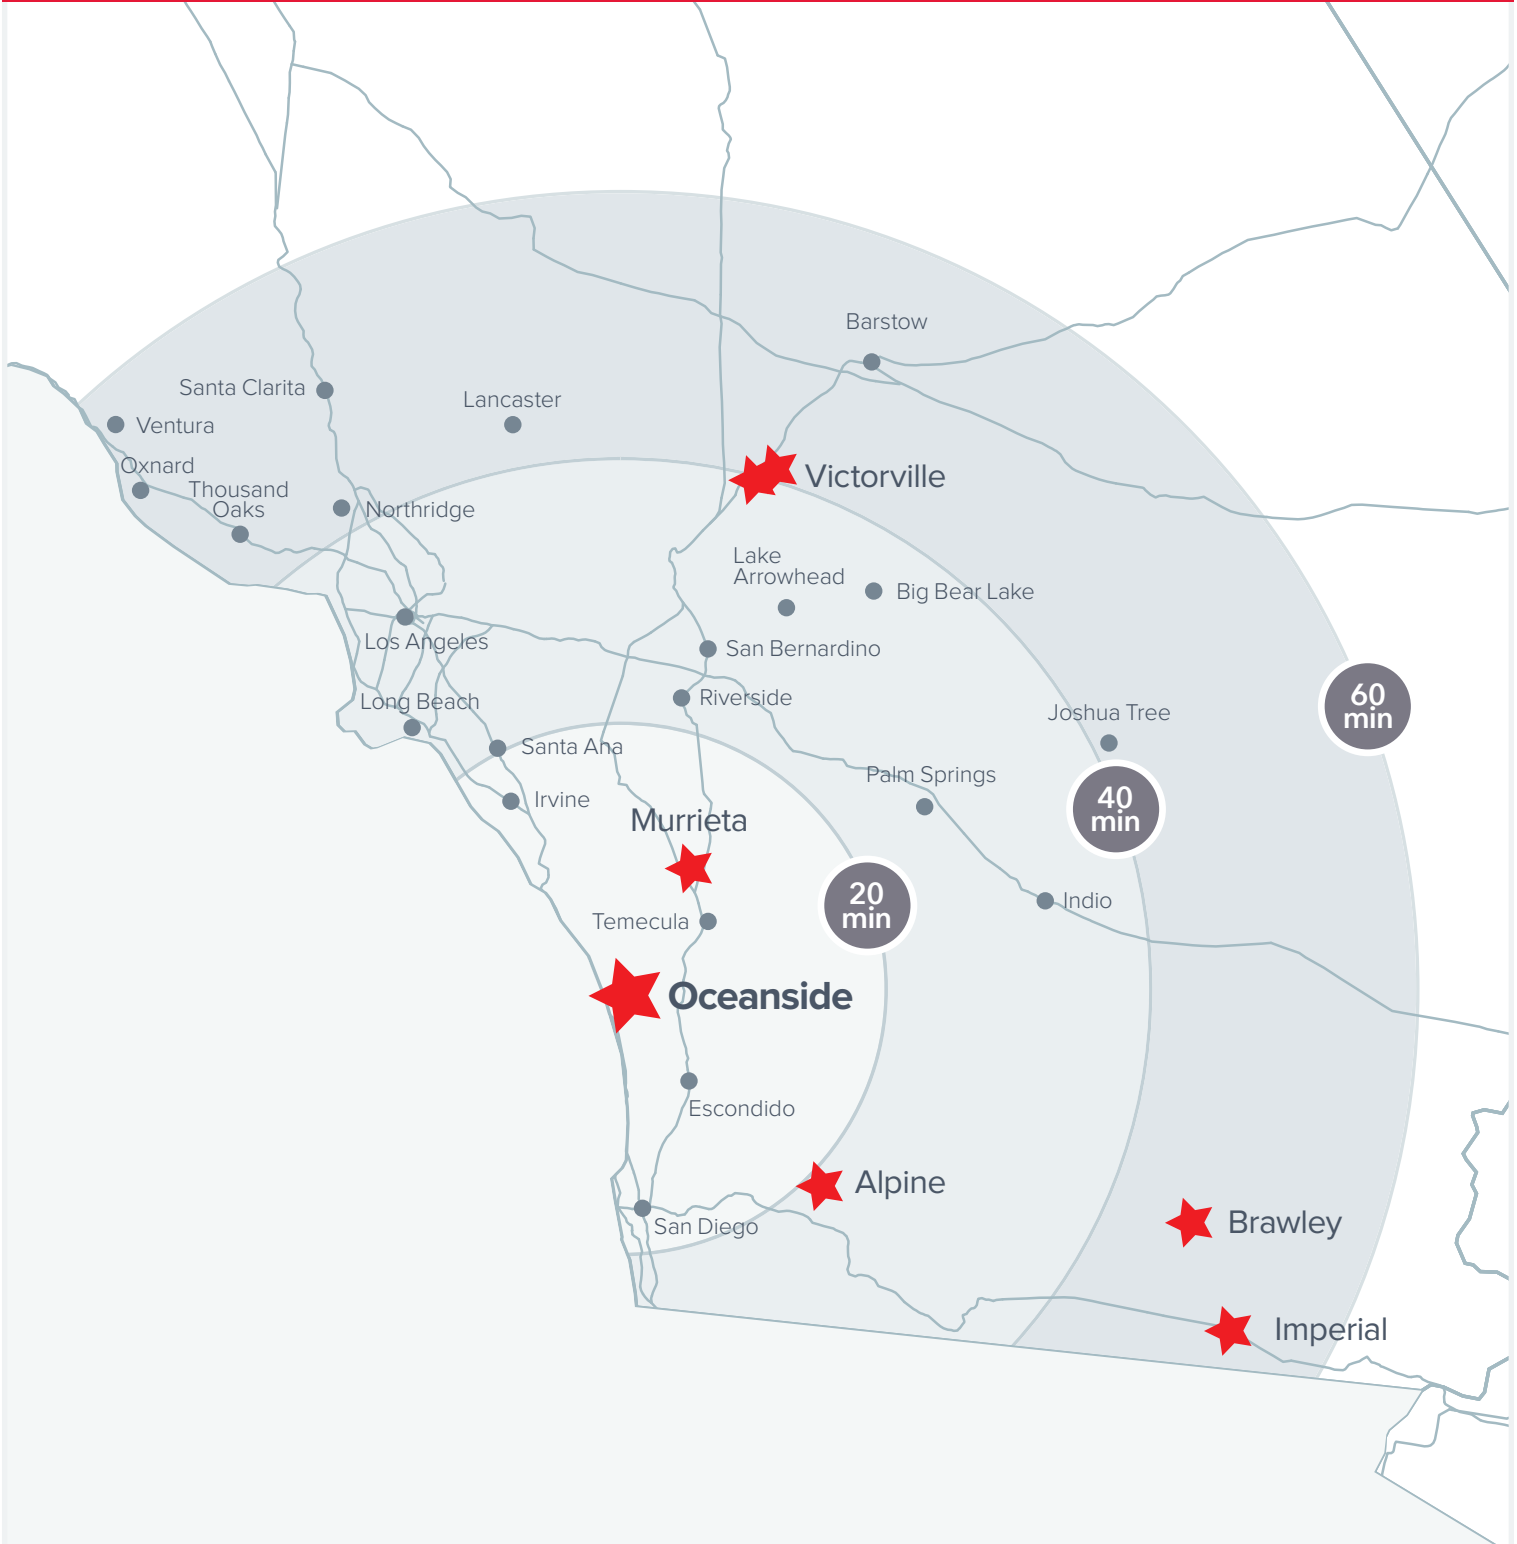 Barstow
Santa Clarita
Lancaster
Ventura
Oxnard
Victorville
Thousand
Oaks
Northridge
Lake
Arrowhead
Big Bear Lake
Los Angeles
San Bernardino
Riverside
60
min
Long Beach
Joshua Tree
Santa Ana
Palm Springs
Irvine
40
min
Murrieta
20
min
Indio
Temecula
Oceanside
Escondido
Alpine
San Diego
Brawley
Imperial